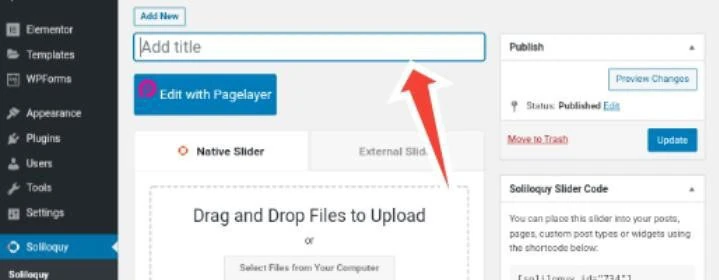 Add New
Elementor
Templates
WPForms
Appearance
Plugins
Users
Tools
Settings
Soliloquy
Soliloquy
Add title
Edit with Pagelayer
Native Slider
External Slid
Drag and Drop Files to Upload
or
Select Files from Your Computer
Publish
Preview Changes
Status: Published Edit
Move to Trash
Update
Soliloquy Slider Code
You can place this slider into your posts,
pages, custom post types or widgets using
the shortcode below:
[soliloquy id="734"]